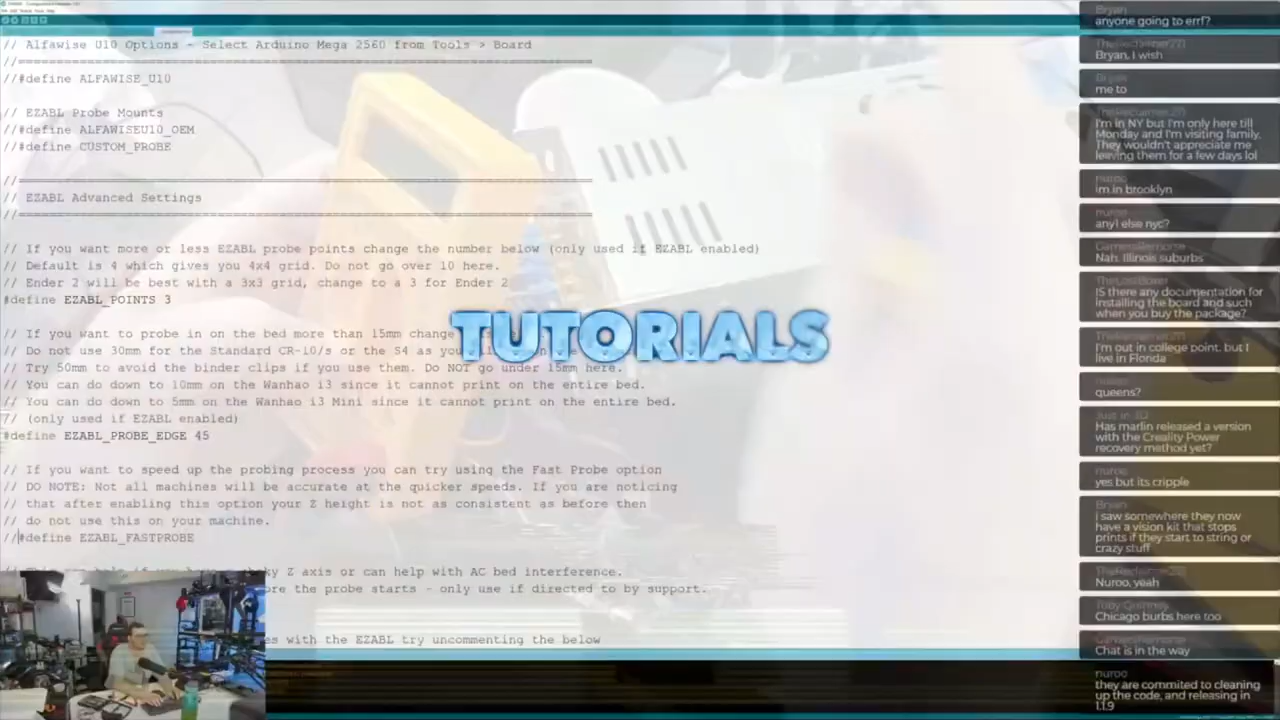 // Alfawise U10 Options - Select Arduino Mega 2560 from Tools > Board
//===========================================================================
//#define ALFAWISE_U10
// EZABL Probe Mounts
//#define ALFAWISEU10_OEM
//#define CUSTOM_PROBE
//===========================================================================
// EZABL Advanced Settings
//===========================================================================
// If you want more or less EZABL probe points change the number below (only used if EZABL enabled)
// Default is 4 which gives you 4x4 grid. Do not go over 10 here.
// Ender 2 will be best with a 3x3 grid, change to a 3 for Ender 2
#define EZABL_POINTS 3
// If you want to probe in on the bed more than 15mm change
// Do not use 30mm for the Standard CR-10/s or the S4 as you
// Try 50mm to avoid the binder clips if you use them. Do NOT go under 15mm here.
// You can do down to 10mm on the Wanhao i3 since it cannot print on the entire bed.
// You can do down to 5mm on the Wanhao i3 Mini since it cannot print on the entire bed.
// (only used if EZABL enabled)
#define EZABL_PROBE_EDGE 45
// If you want to speed up the probing process you can try using the Fast Probe option
// DO NOTE: Not all machines will be accurate at the quicker speeds. If you are noticing
// that after enabling this option your Z height is not as consistent as before then
// do not use this on your machine.
//#define EZABL_FASTPROBE
Z axis or can help with AC bed interference.
the probe starts - only use if directed to by support.
with the EZABL try uncommenting the below
TUTORIALS
Bryan
anyone going to errf?
Bryan, I wish
Bryan
me to
I'm in NY but I'm only here till
Monday and I'm visiting family.
They wouldn't appreciate me
leaving them for a few days lol
nuroo
im in brooklyn
nuroo
any1 else nyc?
Nah. Illinois suburbs
IS there any documentation for
installing the board and such
when you buy the package?
I'm out in college point, but I
live in Florida
nuroo
queens?
Has marlin released a version
with the Creality Power
recovery method yet?
nuroo
yes but its cripple
Bryan
i saw somewhere they now
have a vision kit that stops
prints if they start to string or
crazy stuff
Nuroo, yeah
Chicago burbs here too
Chat is in the way
nuroo
they are commited to cleaning
up the code, and releasing in
1.1.9